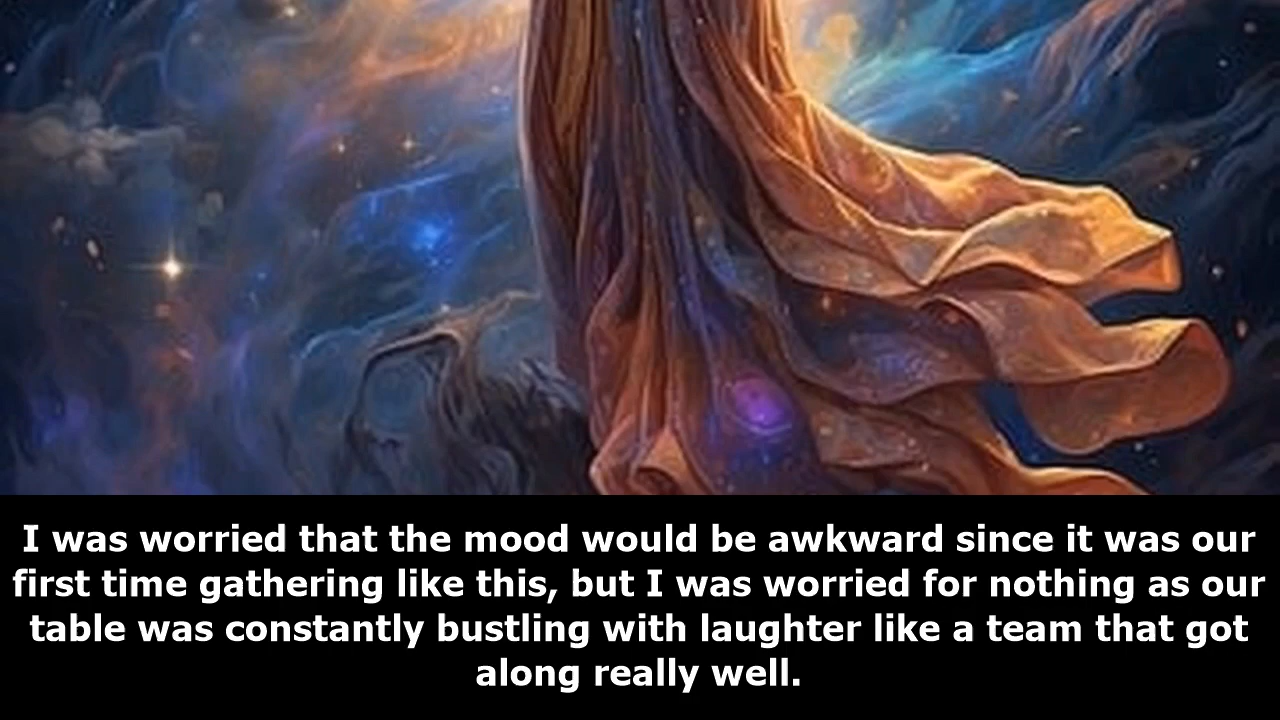 I was worried that the mood would be awkward since it was our
first time gathering like this, but I was worried for nothing as our
table was constantly bustling with laughter like a team that got
along really well.